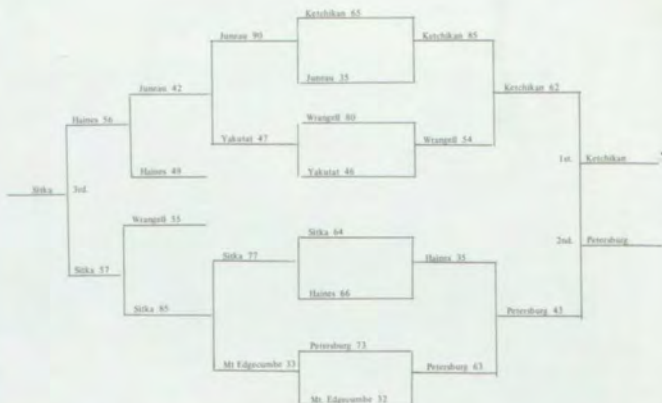 Ketchikan 65
Juneau 90
Ketchikan 85
Juneau 35
Juneau 42
Ketchikan 62
Haines 56
Wrangell 80
Yakutat 47
Wrangell 54
1st. Ketchikan
Haines 48
Yakutat 46
Sitka
3rd.
Wrangell 55
Sitka 64
2nd. Petersburg
Sitka 77
Haines 35
Sitka 57
Haines 66
Sitka 85
Petersburg 43
Petersburg 73
Mt Edgecumbe 33
Petersburg 63
Mt. Edgecumbe 32